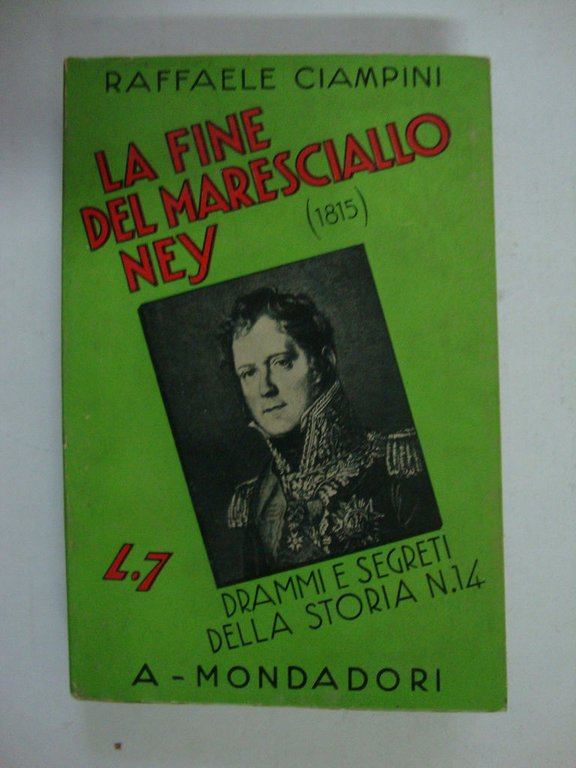 RAFFAELE CIAMPINI
LA FINE
DEL MARESCIALLO
NEY
(1815)
L.7
DRAMMI E SEGRETI
DELLA STORIA N.14
A - MONDADORI